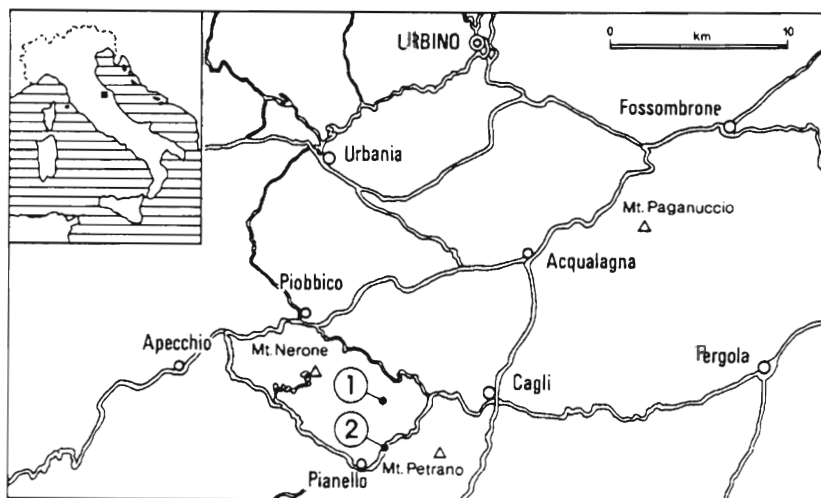 URBINO
0 km 10
Fossombrone
Urbania
Mt. Paganuccio
Acqualagna
Piobbico
Apecchio
Mt. Nerone
Pergola
1
Cagli
2
Mt. Petrano
Pianello